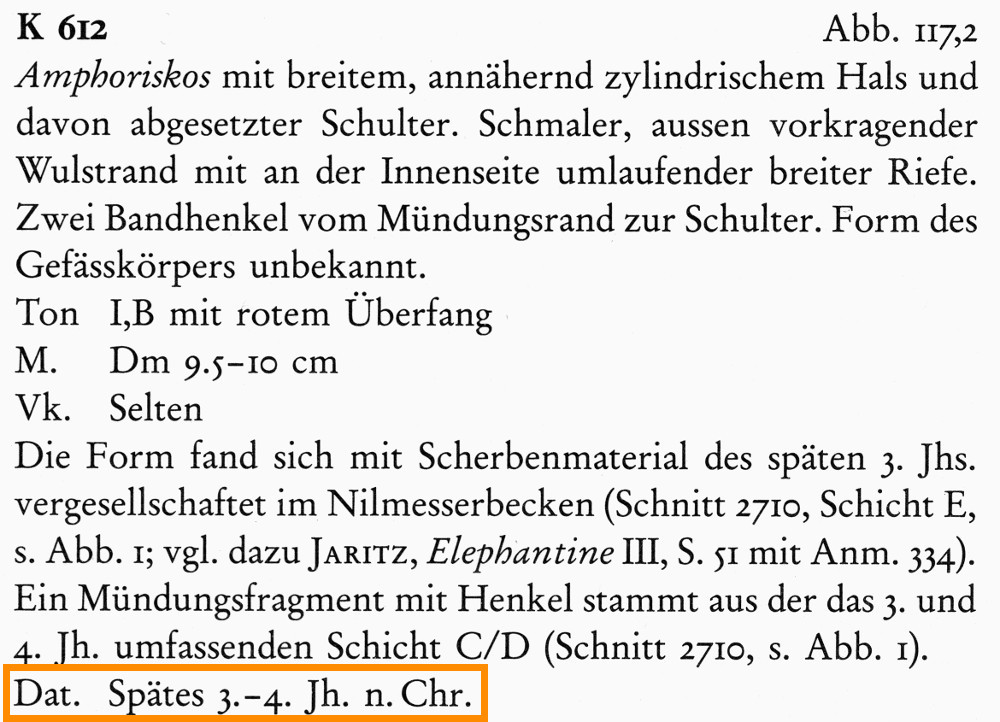 K 612 Abb. 117,2
Amphoriskos mit breitem, annähernd zylindrischem Hals und
davon abgesetzter Schulter. Schmaler, aussen vorkragender
Wulstrand mit an der Innenseite umlaufender breiter Riefe.
Zwei Bandhenkel vom Mündungsrand zur Schulter. Form des
Gefässkörpers unbekannt.
Ton I,B mit rotem Überfang
M. Dm 9.5–10 cm
Vk. Selten
Die Form fand sich mit Scherbenmaterial des späten 3. Jhs.
vergesellschaftet im Nilmesserbecken (Schnitt 2710, Schicht E,
s. Abb. 1; vgl. dazu JARITZ, Elephantine III, S. 51 mit Anm. 334).
Ein Mündungsfragment mit Henkel stammt aus der das 3. und
4. Jh. umfassenden Schicht C/D (Schnitt 2710, s. Abb. 1).
Dat. Spätes 3.–4. Jh. n. Chr.